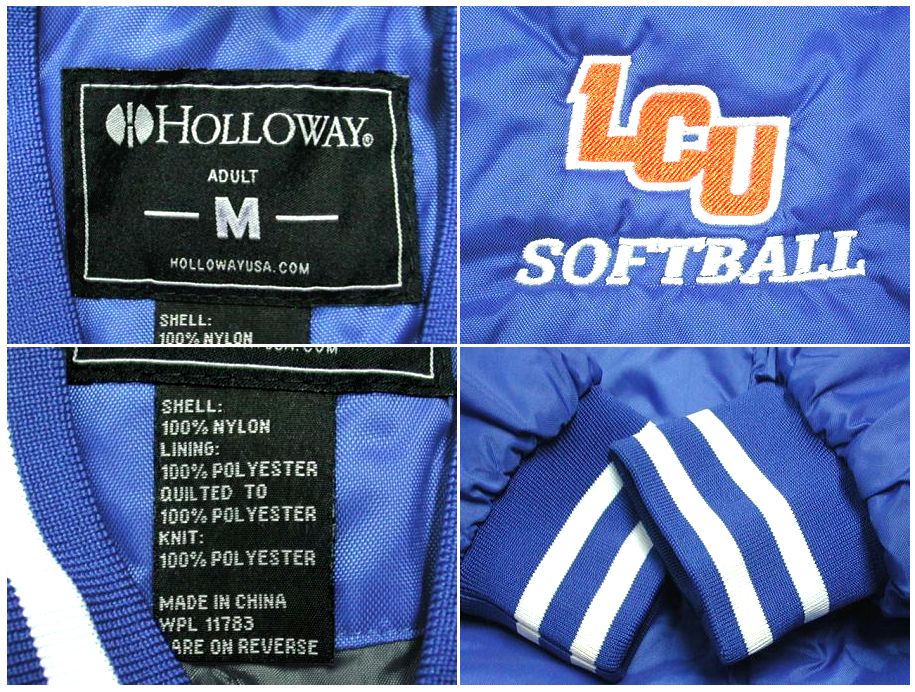 HOLLOWAY®
ADULT
M
HOLLOWAYUSA.COM
SHELL:
100% NYLON
LCU
SOFTBALL
SHELL:
100% NYLON
LINING:
100% POLYESTER
QUILTED TO
100% POLYESTER
KNIT:
100% POLYESTER
MADE IN CHINA
WPL 11783
ARE ON REVERSE